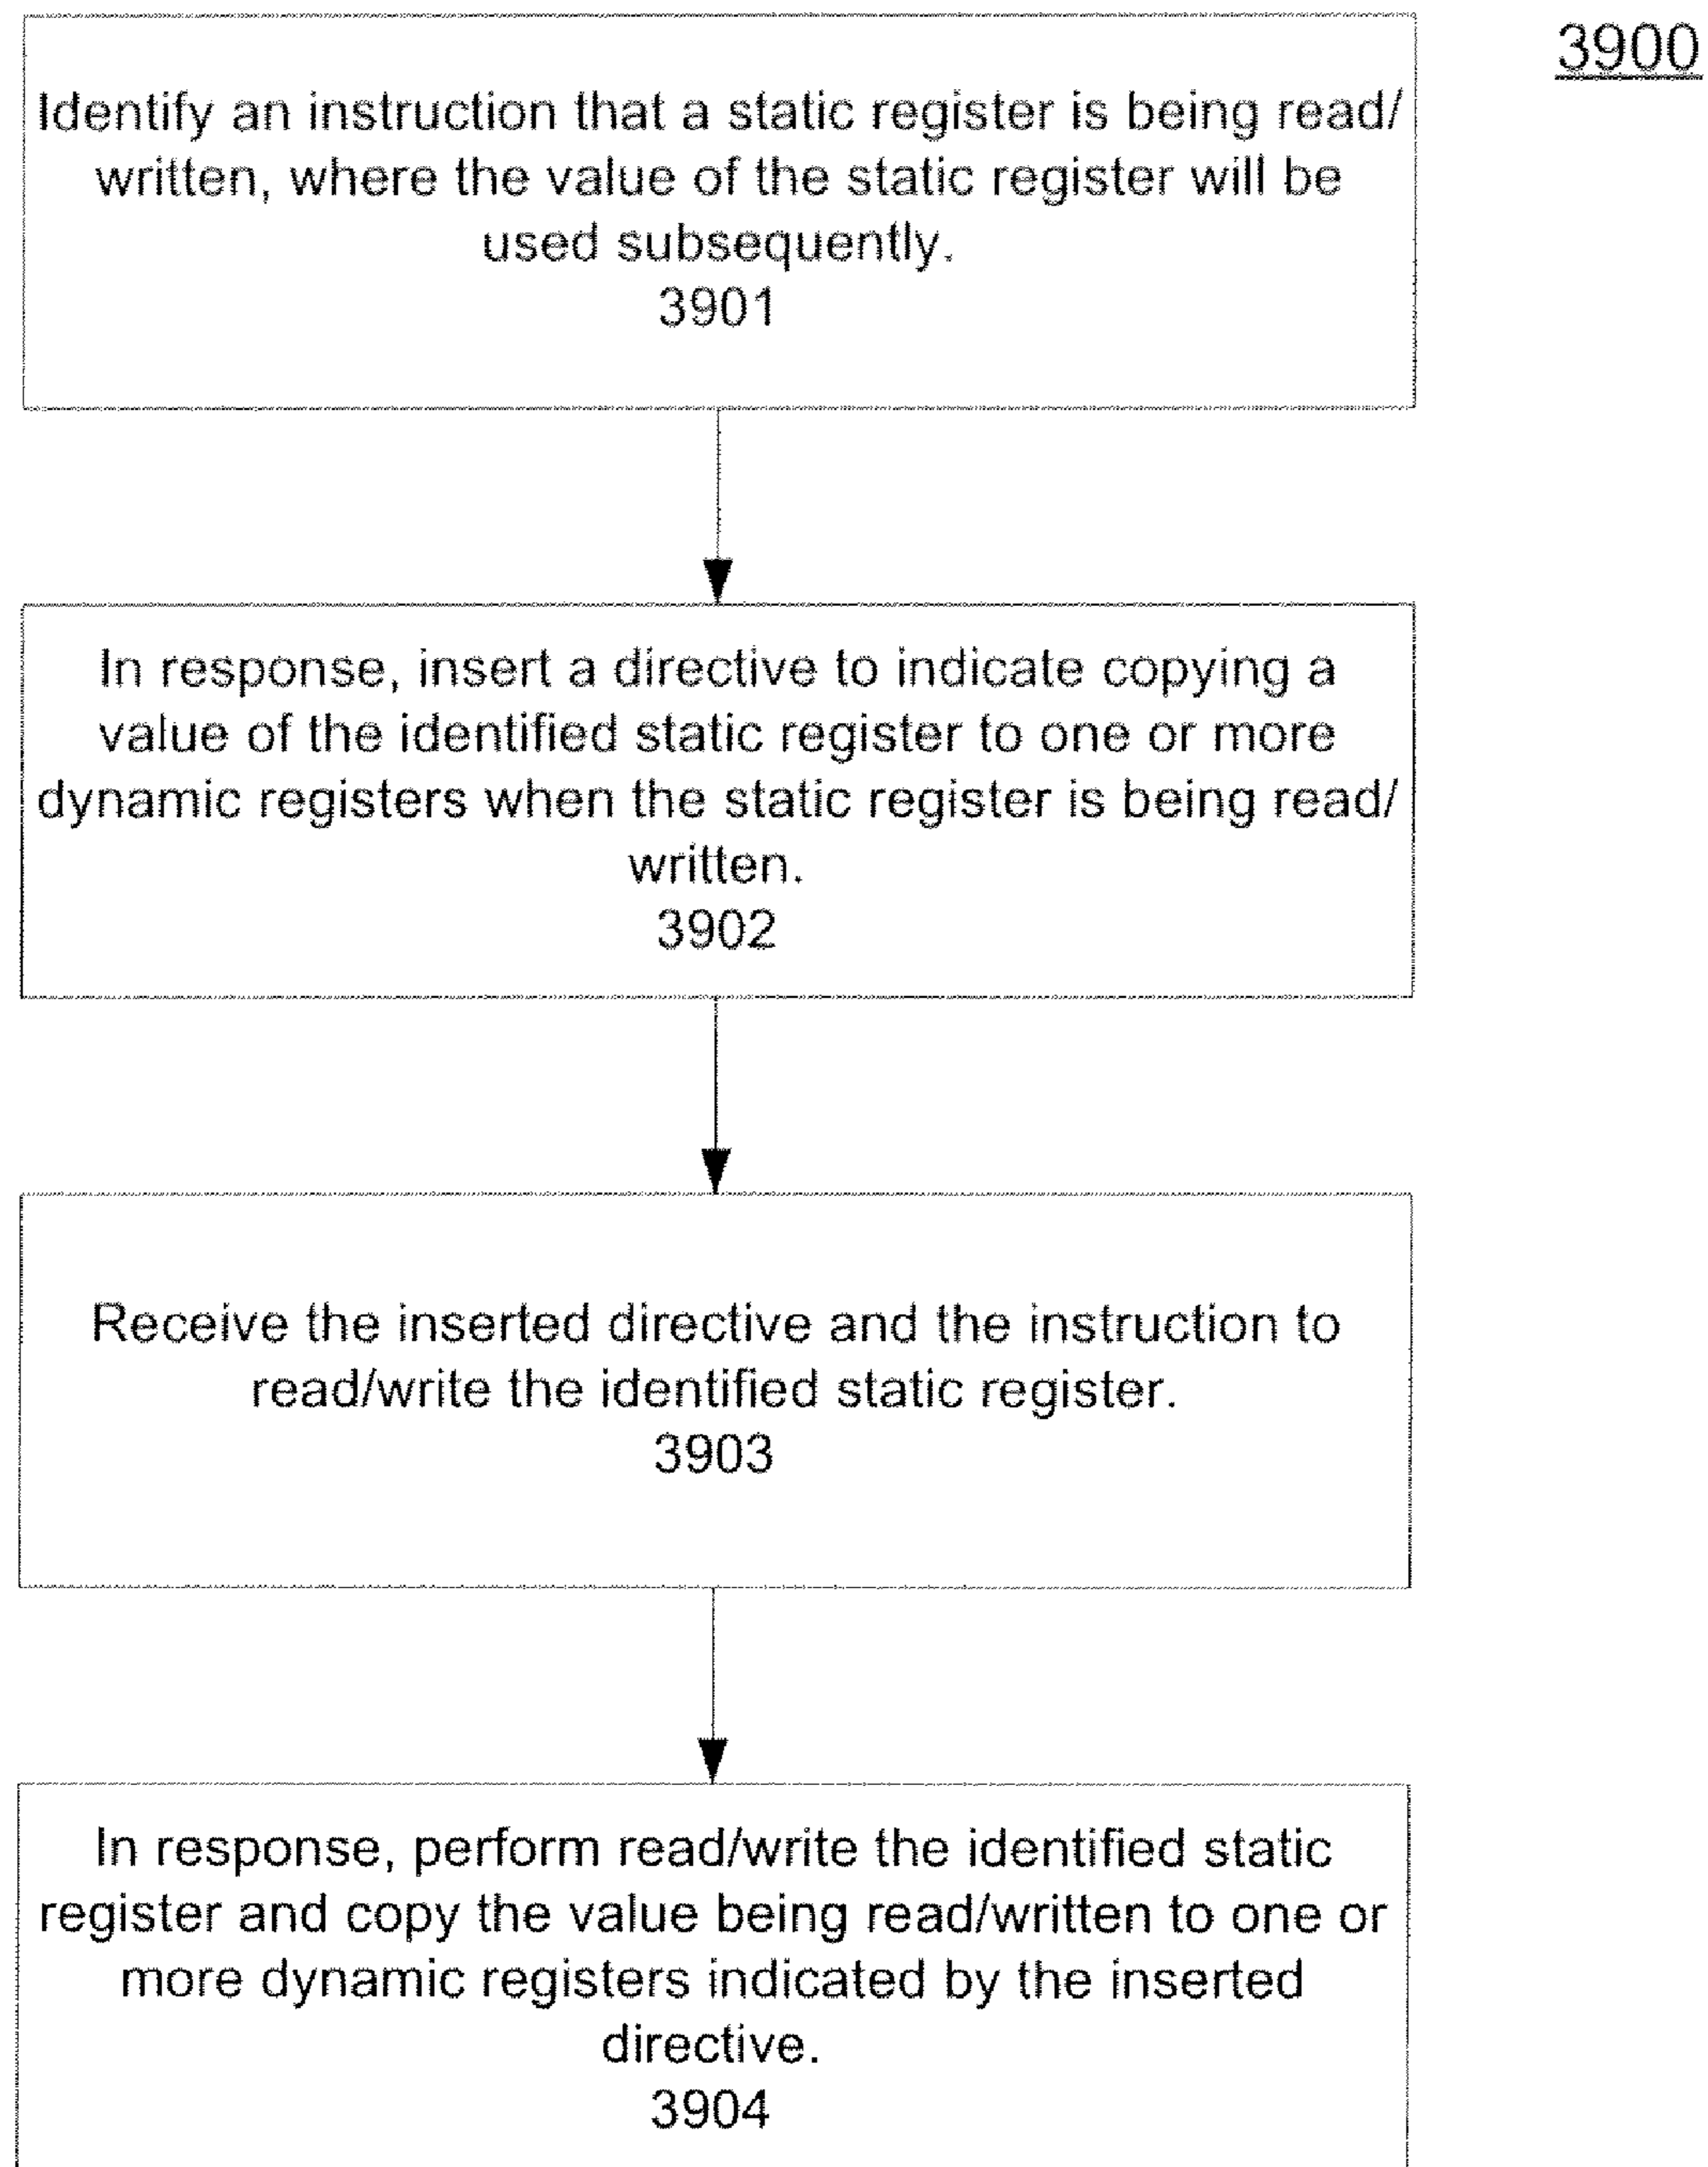 3900
Identify an instruction that a static register is being read/
written, where the value of the static register will be
used subsequently.
3901
In response, insert a directive to indicate copying a
value of the identified static register to one or more
dynamic registers when the static register is being read/
written.
3902
Receive the inserted directive and the instruction to
read/write the identified static register.
3903
In response, perform read/write the identified static
register and copy the value being read/written to one or
more dynamic registers indicated by the inserted
directive.
3904